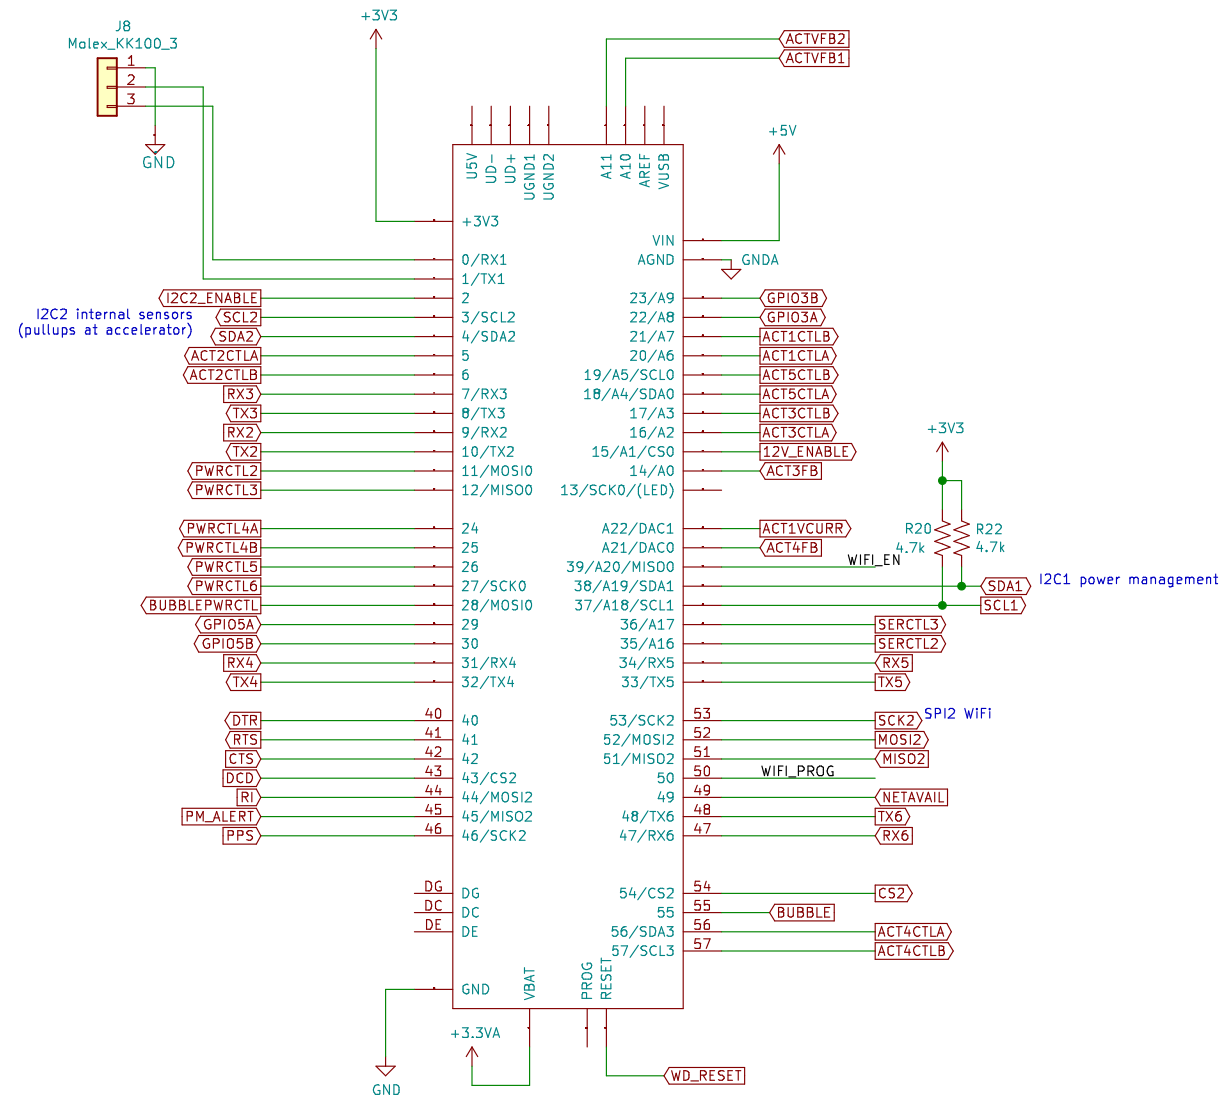 J8
Molex_KK100_3
1
2
3
GND
+3V3
ACTVFB2
ACTVFB1
U5V
UD-
UD+
UGND1
UGND2
A11
A10
AREF
VUSB
+5V
+3V3
VIN
AGND
GNDA
0/RX1
1/TX1
I2C2_ENABLE
2
23/A9
GPIO3B
I2C2 internal sensors
(pullups at accelerator)
SCL2
3/SCL2
22/A8
GPIO3A
SDA2
4/SDA2
21/A7
ACT1CTLB
ACT2CTLA
5
20/A6
ACT1CTLA
ACT2CTLB
6
19/A5/SCL0
ACT5CTLB
RX3
7/RX3
18/A4/SDA0
ACT5CTLA
TX3
8/TX3
17/A3
ACT3CTLB
RX2
9/RX2
16/A2
ACT3CTLA
TX2
10/TX2
15/A1/CS0
12V_ENABLE
PWRCTL2
11/MOSI0
14/A0
ACT3FB
PWRCTL3
12/MISO0
13/SCK0/(LED)
+3V3
R20
4.7k
R22
4.7k
PWRCTL4A
24
A22/DAC1
ACT1VCURR
PWRCTL4B
25
A21/DAC0
ACT4FB
PWRCTL5
26
39/A20/MISO0
WIFI_EN
PWRCTL6
27/SCK0
38/A19/SDA1
SDA1
I2C1 power management
BUBBLEPWRCTL
28/MOSI0
37/A18/SCL1
SCL1
GPIO5A
29
36/A17
SERCTL3
GPIO5B
30
35/A16
SERCTL2
RX4
31/RX4
34/RX5
RX5
TX4
32/TX4
33/TX5
TX5
DTR
40
40
53/SCK2
53
SCK2
SPI2 WiFi
RTS
41
41
52/MOSI2
52
MOSI2
CTS
42
42
51/MISO2
51
MISO2
DCD
43
43/CS2
50
50
WIFI_PROG
RI
44
44/MOSI2
49
49
NETAVAIL
PM_ALERT
45
45/MISO2
48/TX6
48
TX6
PPS
46
46/SCK2
47/RX6
47
RX6
DG
DG
54/CS2
54
CS2
DC
DC
55
55
BUBBLE
DE
DE
56/SDA3
56
ACT4CTLA
57/SCL3
57
ACT4CTLB
GND
VBAT
PROG
RESET
+3.3VA
GND
WD_RESET